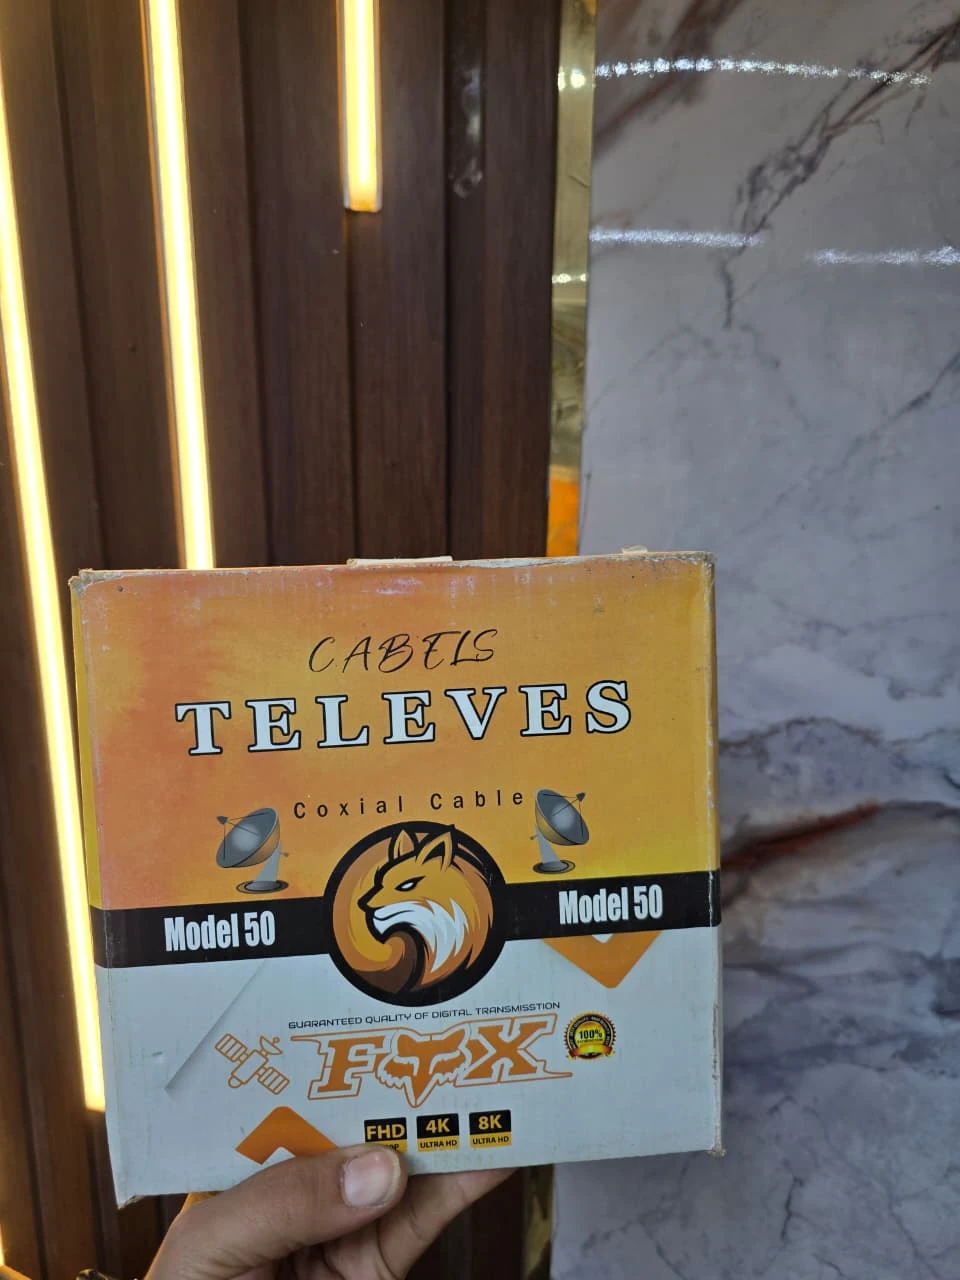 CABELS
TELEVES
Coxial Cable
Model 50
Model 50
GUARANTEED QUALITY OF DIGITAL TRANSMISSTION
FOX
100%
FHD
4K
ULTRA HD
8K
ULTRA HD